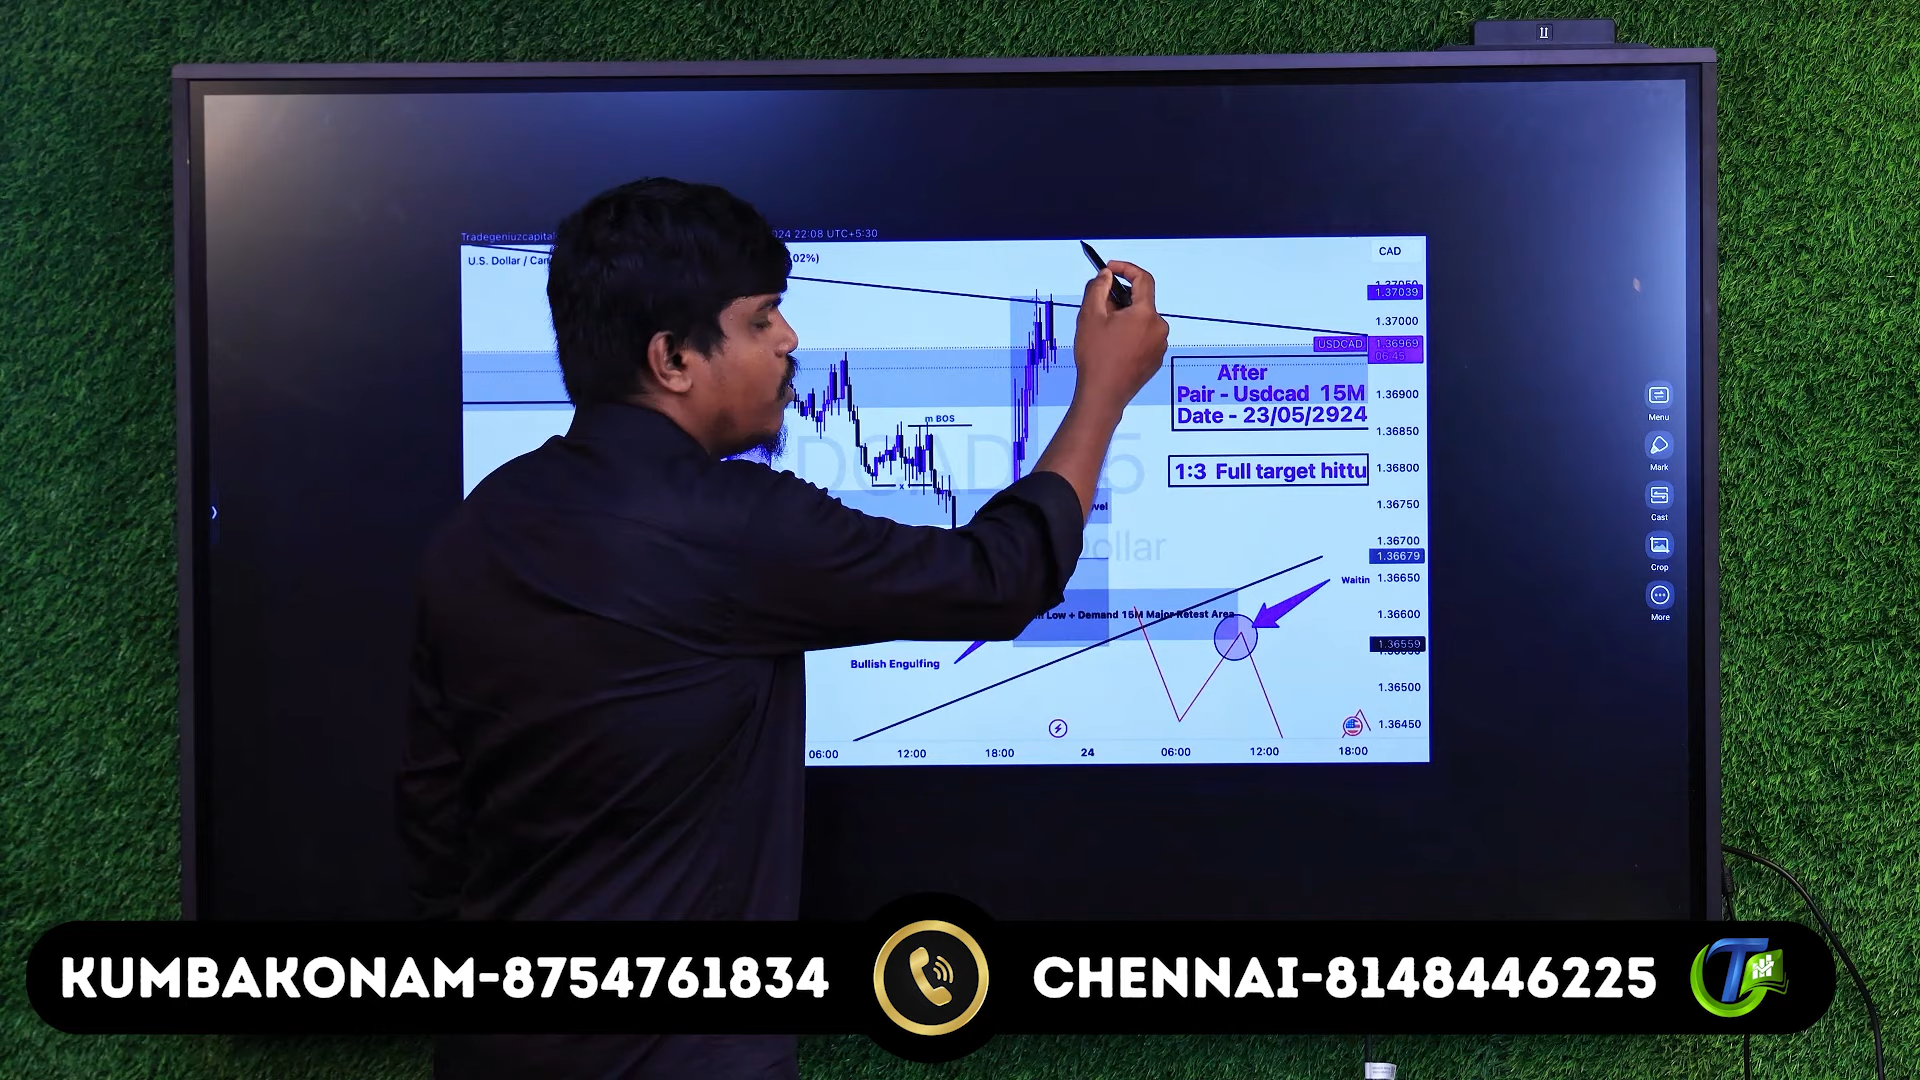 Tradegeniuzcapital
024 22:08 UTC+5:30
U.S. Dollar / Can
.02%)
CAD
1.37039
1.37000
USDCAD 1.36969
06:45
After
Pair - Usdcad 15M
Date - 23/05/2924
1.36900
m BOS
1.36850
1:3 Full target hittu
1.36800
x
1.36750
vel
1.36700
Dollar
1.36679
Waitin
1.36650
Low + Demand 15M Major Retest Area
1.36600
1.36559
Bullish Engulfing
1.36500
1.36450
06:00
12:00
18:00
24
06:00
12:00
18:00
Menu
Mark
Cast
Crop
More
KUMBAKONAM-8754761834
CHENNAI-8148446225